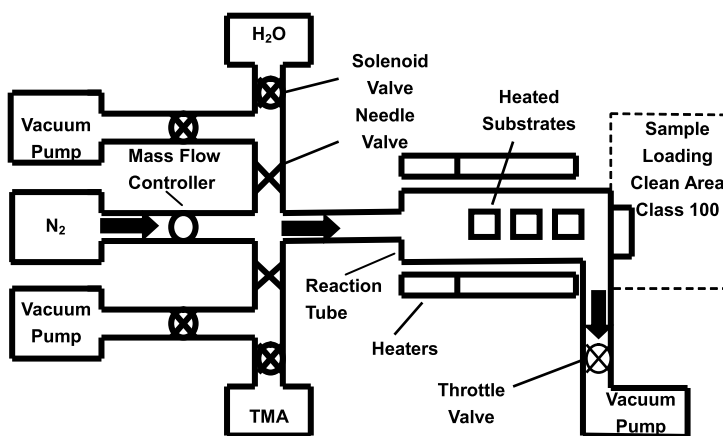 H₂O
Solenoid
Valve
Needle
Valve
Vacuum
Pump
Mass Flow
Controller
N₂
Vacuum
Pump
TMA
Heated
Substrates
Sample
Loading
Clean Area
Class 100
Reaction
Tube
Heaters
Throttle
Valve
Vacuum
Pump